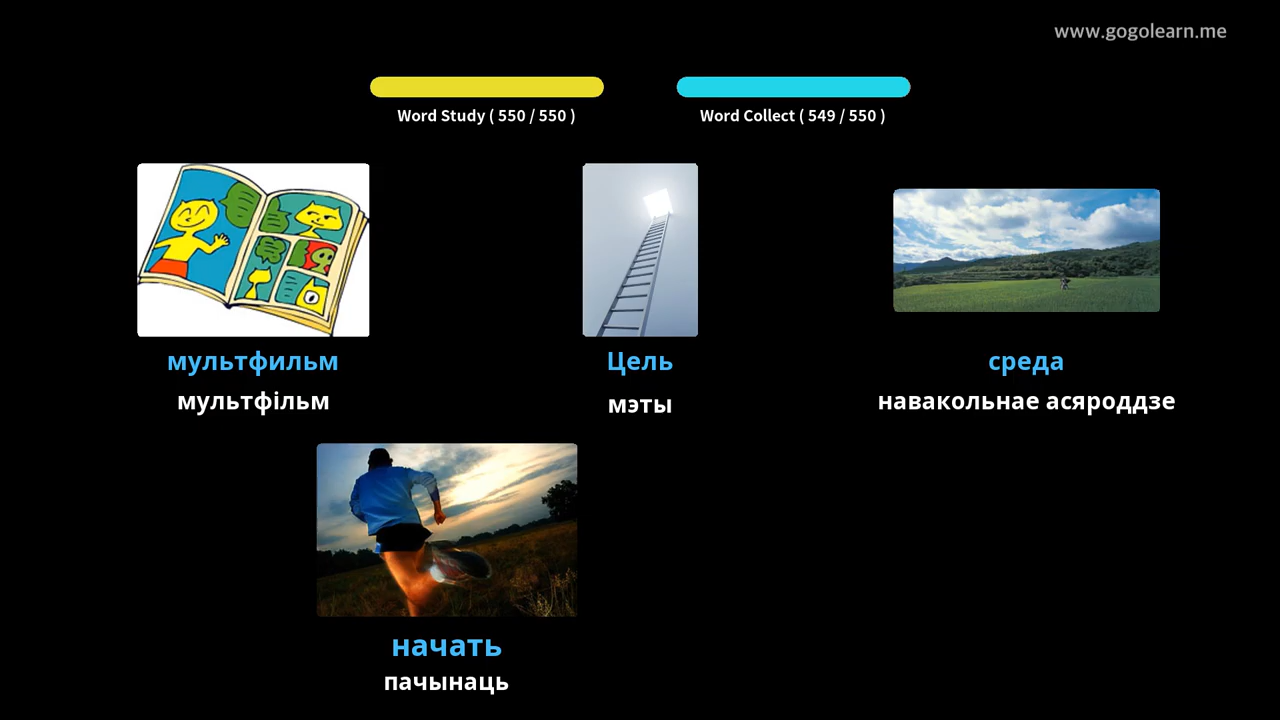 www.gogolearn.me
Word Study ( 550 / 550 )
Word Collect ( 549 / 550 )
мультфильм
мультфільм
Цель
мэты
среда
навакольнае асяроддзе
начать
пачынаць